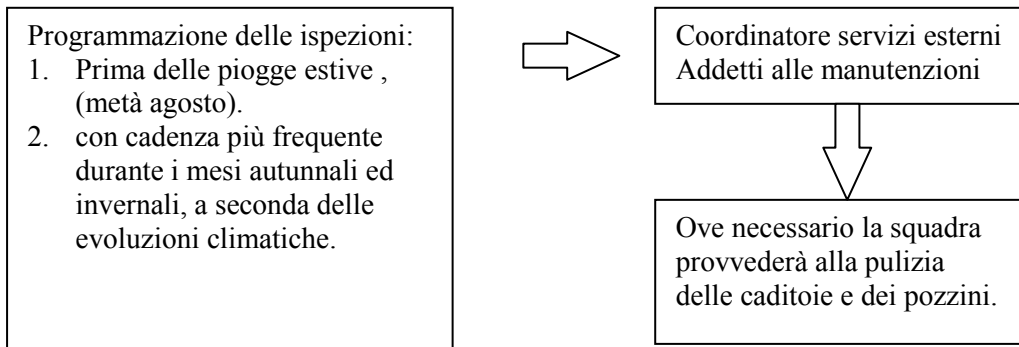 Programmazione delle ispezioni:
1. Prima delle piogge estive ,
(metà agosto).
2. con cadenza più frequente
durante i mesi autunnali ed
invernali, a seconda delle
evoluzioni climatiche.
Coordinatore servizi esterni
Addetti alle manutenzioni
Ove necessario la squadra
provvederà alla pulizia
delle caditoie e dei pozzini.